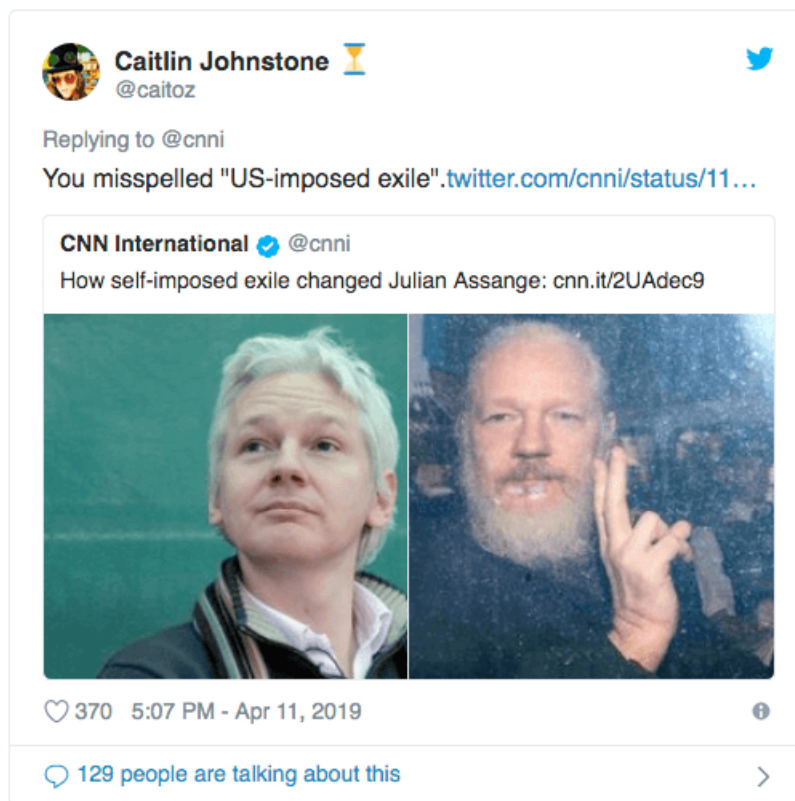 Caitlin Johnstone ⏳
@caitoz
Replying to @cnni
You misspelled "US-imposed exile".twitter.com/cnni/status/11…
CNN International @cnni
How self-imposed exile changed Julian Assange: cnn.it/2UAdec9
370 5:07 PM - Apr 11, 2019
129 people are talking about this